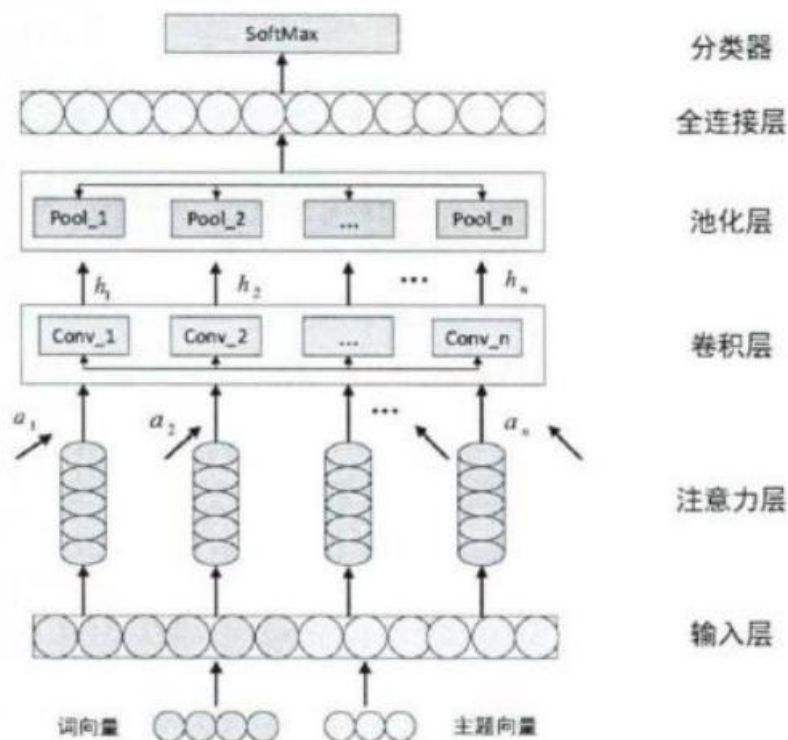 SoftMax 分类器
全连接层
Pool_1 Pool_2 ... Pool_n 池化层
h₁ h₂ ... hₙ
Conv_1 Conv_2 ... Conv_n 卷积层
a₁ a₂ ... aₙ
注意力层
输入层
词向量 主题向量